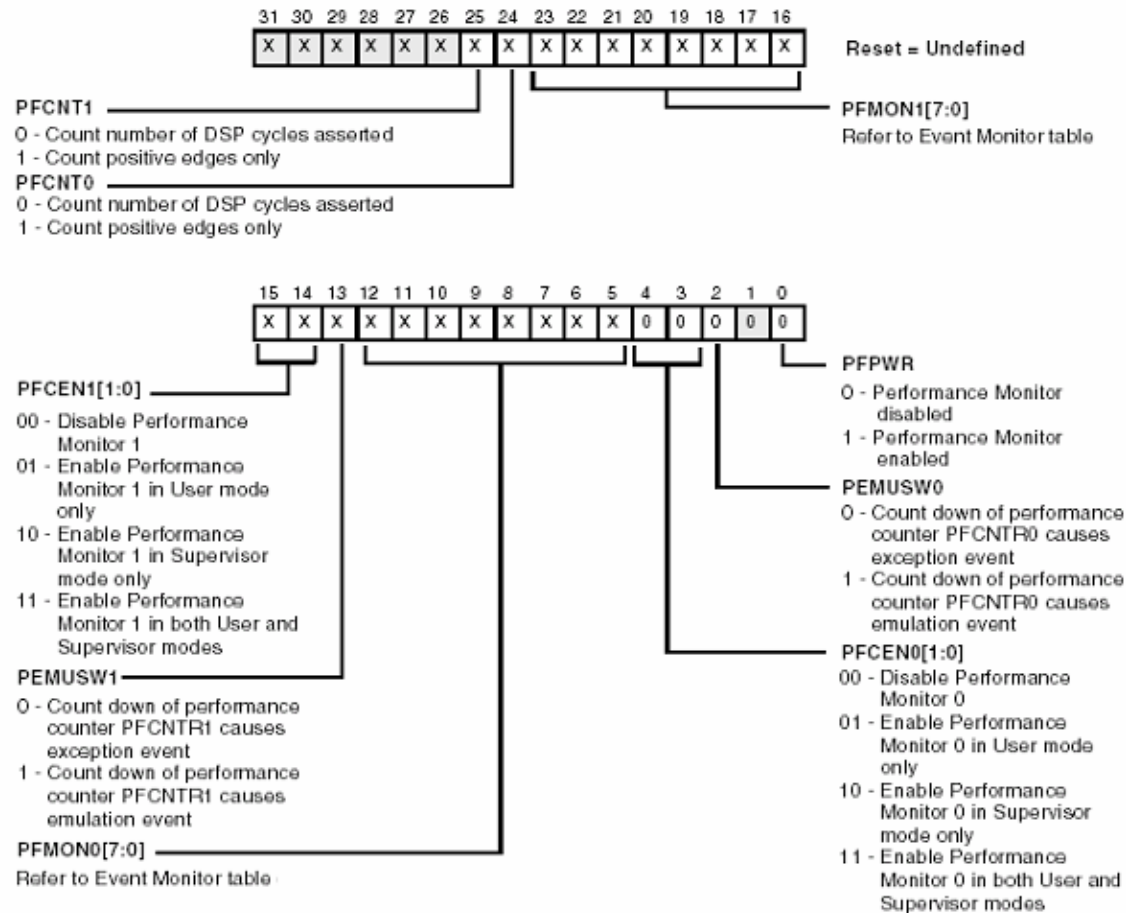 31 30 29 28 27 26 25 24 23 22 21 20 19 18 17 16
X X X X X X X X X X X X X X X X
Reset = Undefined
PFCNT1
0 - Count number of DSP cycles asserted
1 - Count positive edges only
PFCNT0
0 - Count number of DSP cycles asserted
1 - Count positive edges only
PFMON1[7:0]
Refer to Event Monitor table
15 14 13 12 11 10 9 8 7 6 5 4 3 2 1 0
X X X X X X X X X X X 0 0 0 0 0
PFCEN1[1:0]
00 - Disable Performance
Monitor 1
01 - Enable Performance
Monitor 1 in User mode
only
10 - Enable Performance
Monitor 1 in Supervisor
mode only
11 - Enable Performance
Monitor 1 in both User and
Supervisor modes
PEMUSW1
0 - Count down of performance
counter PFCNTR1 causes
exception event
1 - Count down of performance
counter PFCNTR1 causes
emulation event
PFMON0[7:0]
Refer to Event Monitor table
PFPWR
0 - Performance Monitor
disabled
1 - Performance Monitor
enabled
PEMUSW0
0 - Count down of performance
counter PFCNTR0 causes
exception event
1 - Count down of performance
counter PFCNTR0 causes
emulation event
PFCEN0[1:0]
00 - Disable Performance
Monitor 0
01 - Enable Performance
Monitor 0 in User mode
only
10 - Enable Performance
Monitor 0 in Supervisor
mode only
11 - Enable Performance
Monitor 0 in both User and
Supervisor modes